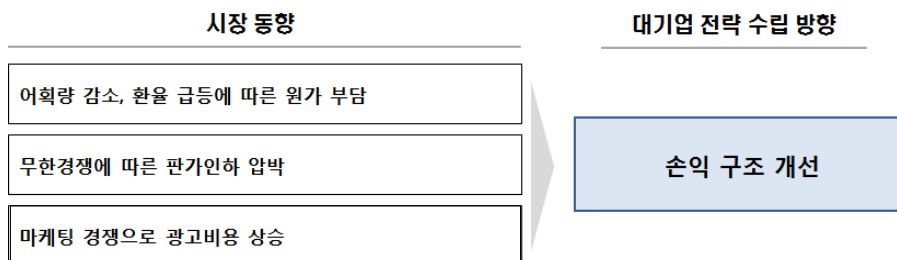 시장 동향
대기업 전략 수립 방향
어획량 감소, 환율 급등에 따른 원가 부담
무한경쟁에 따른 판가인하 압박
손익 구조 개선
마케팅 경쟁으로 광고비용 상승